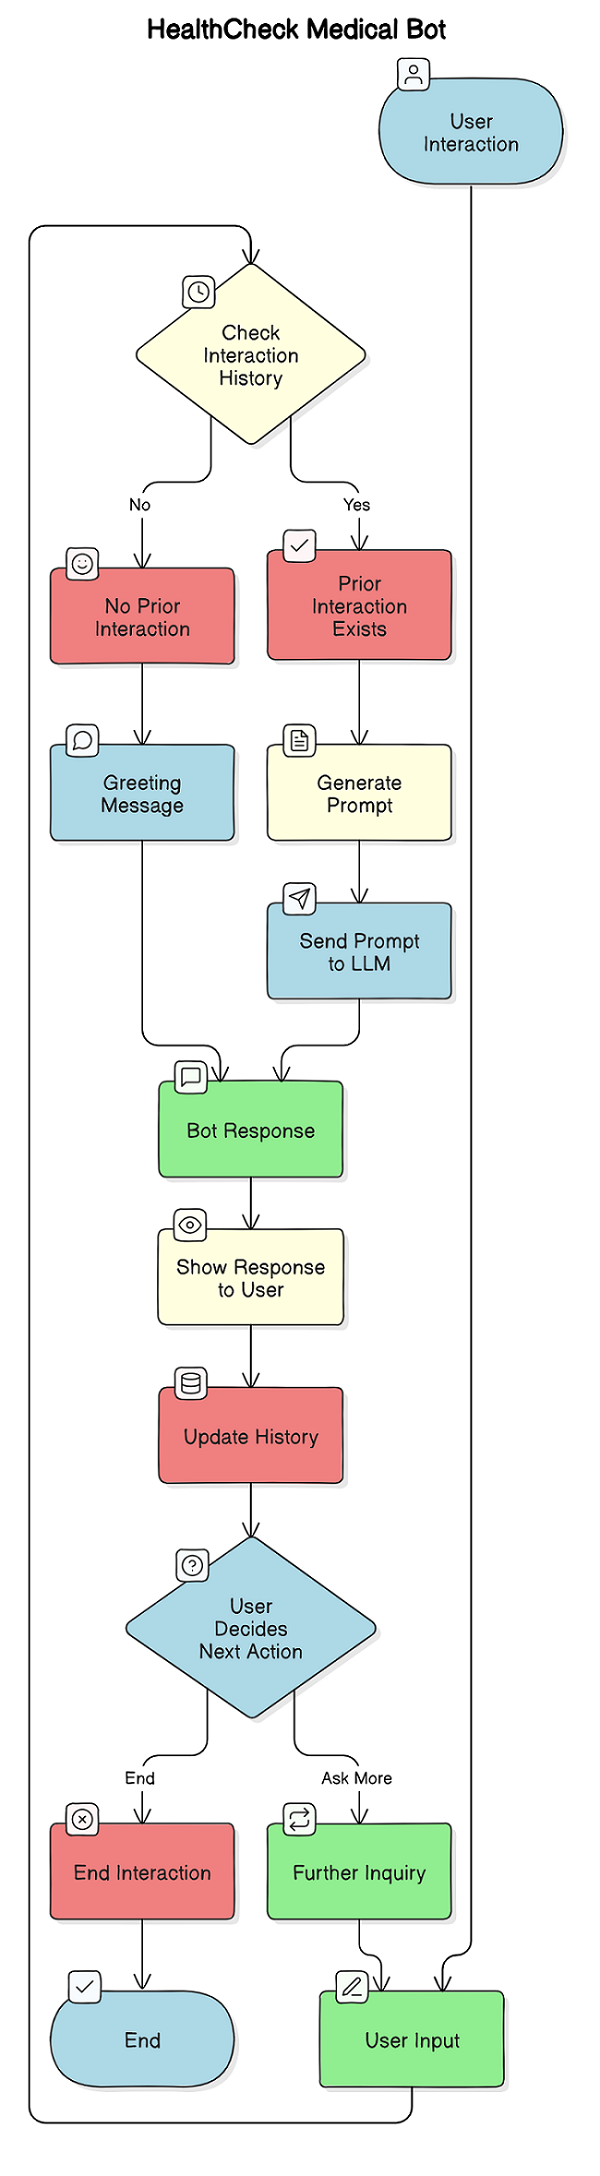 HealthCheck Medical Bot
User
Interaction
Check
Interaction
History
No
Yes
No Prior
Interaction
Prior
Interaction
Exists
Greeting
Message
Generate
Prompt
Send Prompt
to LLM
Bot Response
Show Response
to User
Update History
User
Decides
Next Action
End
Ask More
End Interaction
Further Inquiry
End
User Input